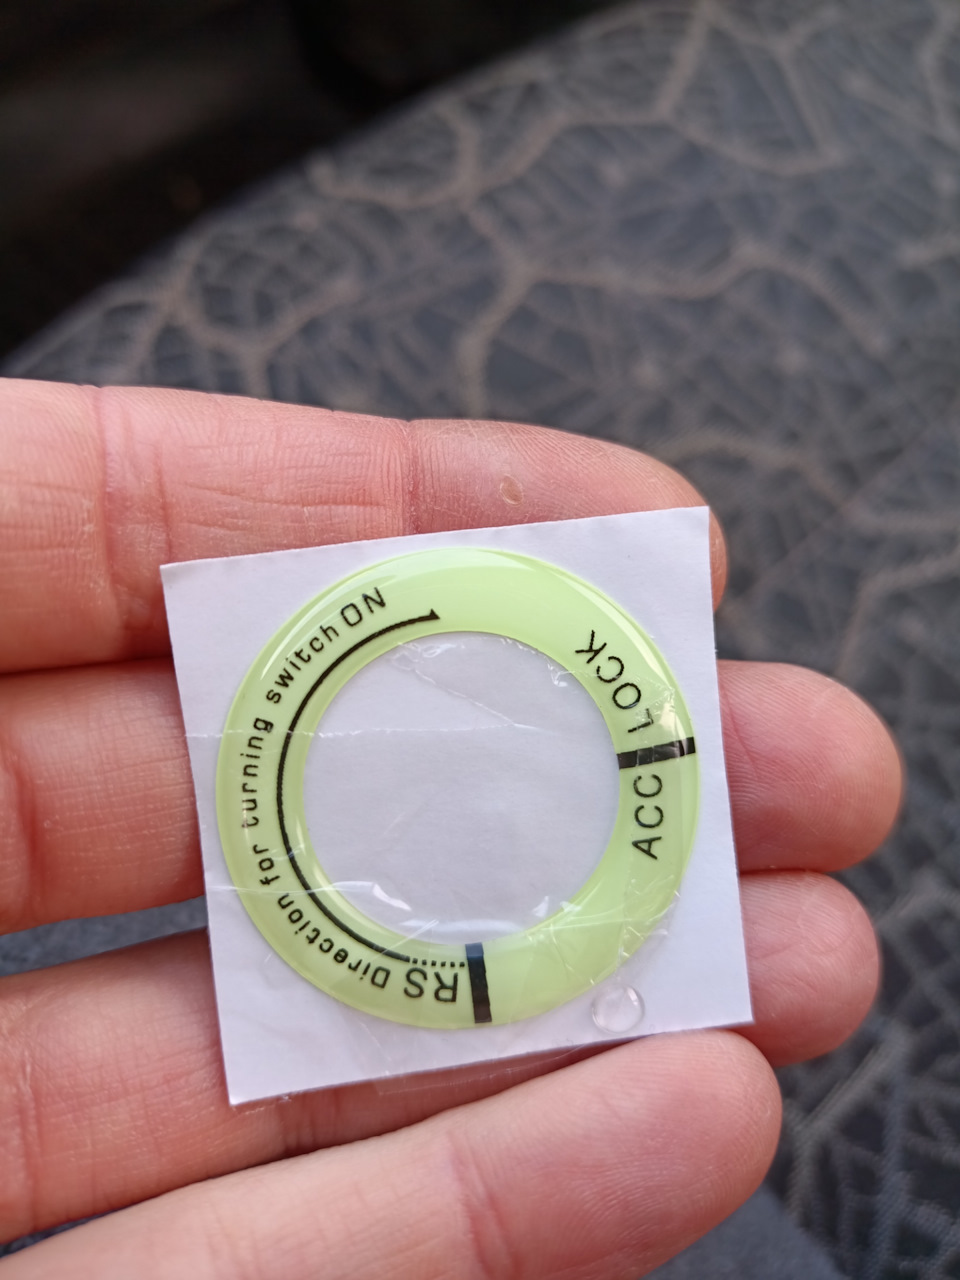 LOCK
ACC
RS Direction for turning switch ON